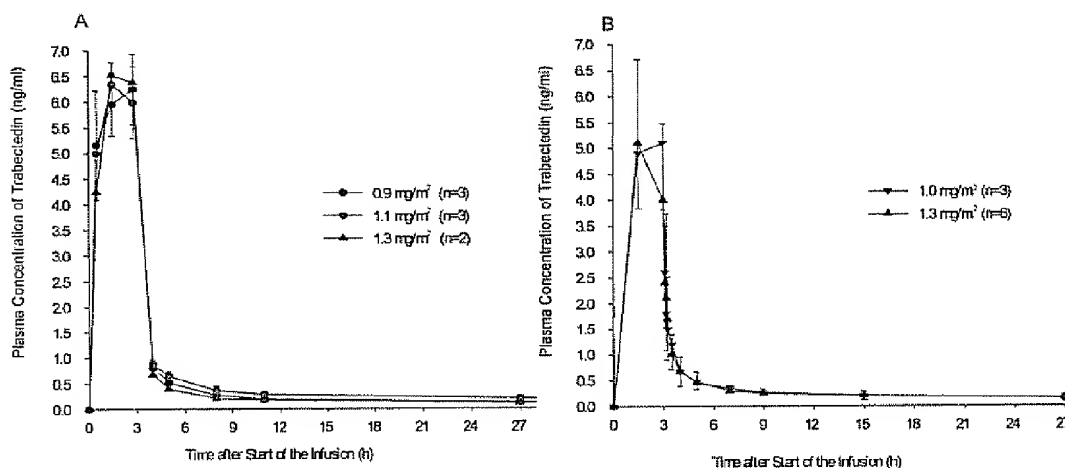 A
Plasma Concentration of Trabectedin (ng/ml)
7.0
6.5
6.0
5.5
5.0
4.5
4.0
3.5
3.0
2.5
2.0
1.5
1.0
0.5
0.0
0 3 6 9 12 15 18 21 24 27
Time after Start of the Infusion (h)
0.9 mg/m² (n=3)
1.1 mg/m² (n=3)
1.3 mg/m² (n=2)
B
Plasma Concentration of Trabectedin (ng/ml)
7.0
6.5
6.0
5.5
5.0
4.5
4.0
3.5
3.0
2.5
2.0
1.5
1.0
0.5
0.0
0 3 6 9 12 15 18 21 24 27
Time after Start of the Infusion (h)
1.0 mg/m² (n=3)
1.3 mg/m² (n=6)